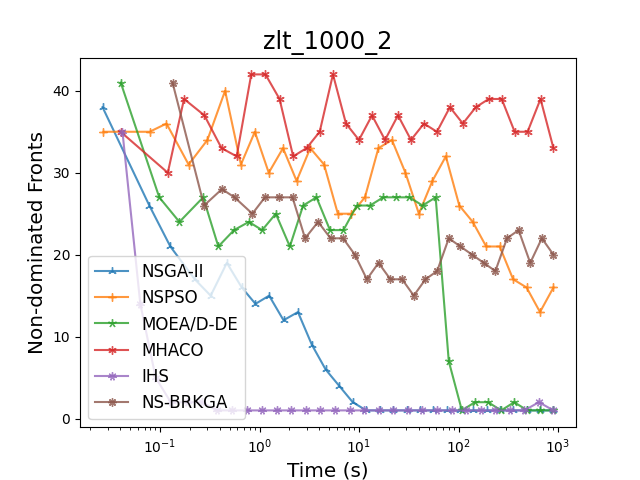 zlt_1000_2
Non-dominated Fronts
40
30
20
10
0
NSGA-II
NSPSO
MOEA/D-DE
MHACO
IHS
NS-BRKGA
10⁻¹ 10⁰ 10¹ 10² 10³
Time (s)